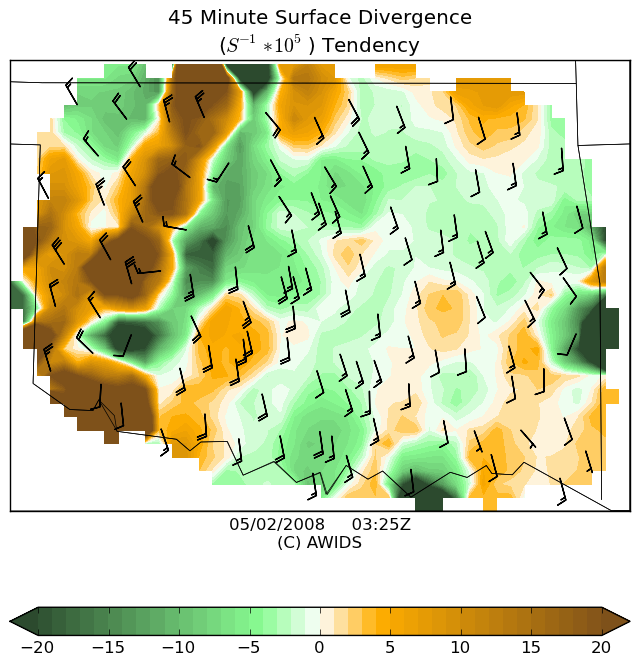 45 Minute Surface Divergence
($S^{-1} * 10^5$ ) Tendency
05/02/2008 03:25Z
(C) AWIDS
−20 −15 −10 −5 0 5 10 15 20